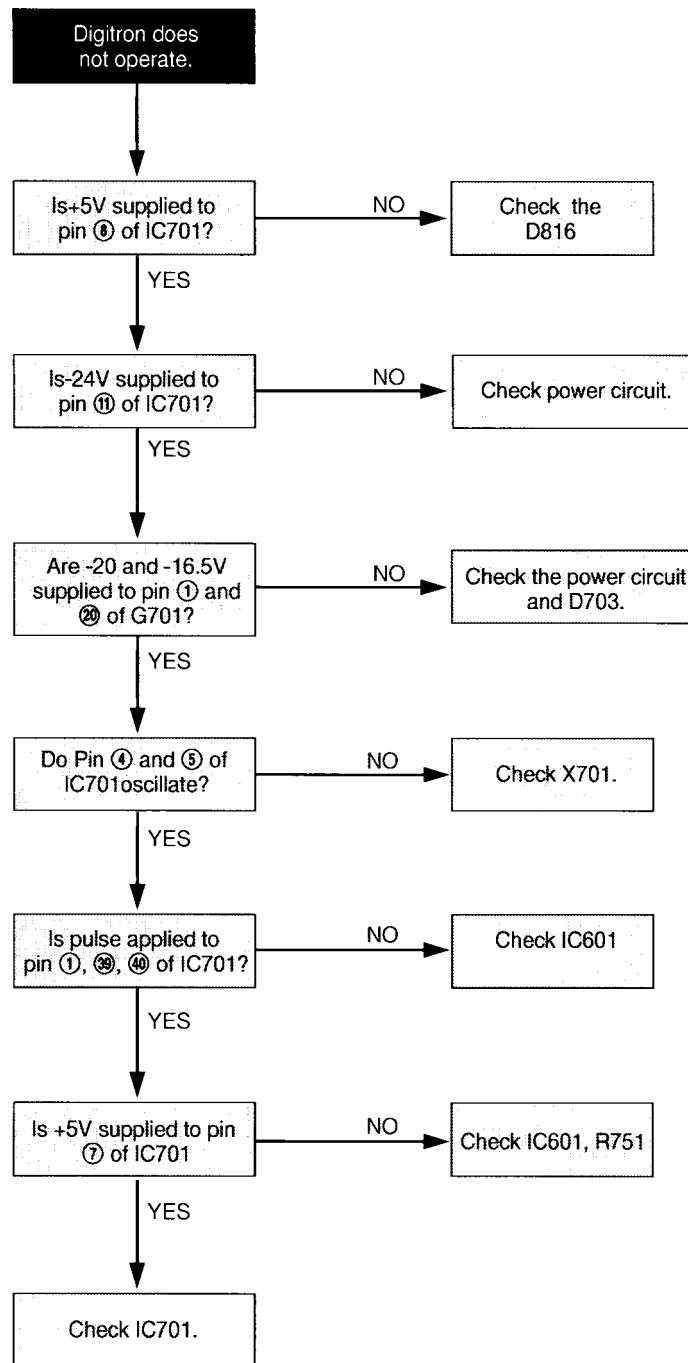 Digitron does
not operate.
Is+5V supplied to
pin ⑧ of IC701?
NO
Check the
D816
YES
Is-24V supplied to
pin ⑪ of IC701?
NO
Check power circuit.
YES
Are -20 and -16.5V
supplied to pin ① and
⑳ of G701?
NO
Check the power circuit
and D703.
YES
Do Pin ④ and ⑤ of
IC701oscillate?
NO
Check X701.
YES
Is pulse applied to
pin ①, ㊴, ㊵ of IC701?
NO
Check IC601
YES
Is +5V supplied to pin
⑦ of IC701
NO
Check IC601, R751
YES
Check IC701.